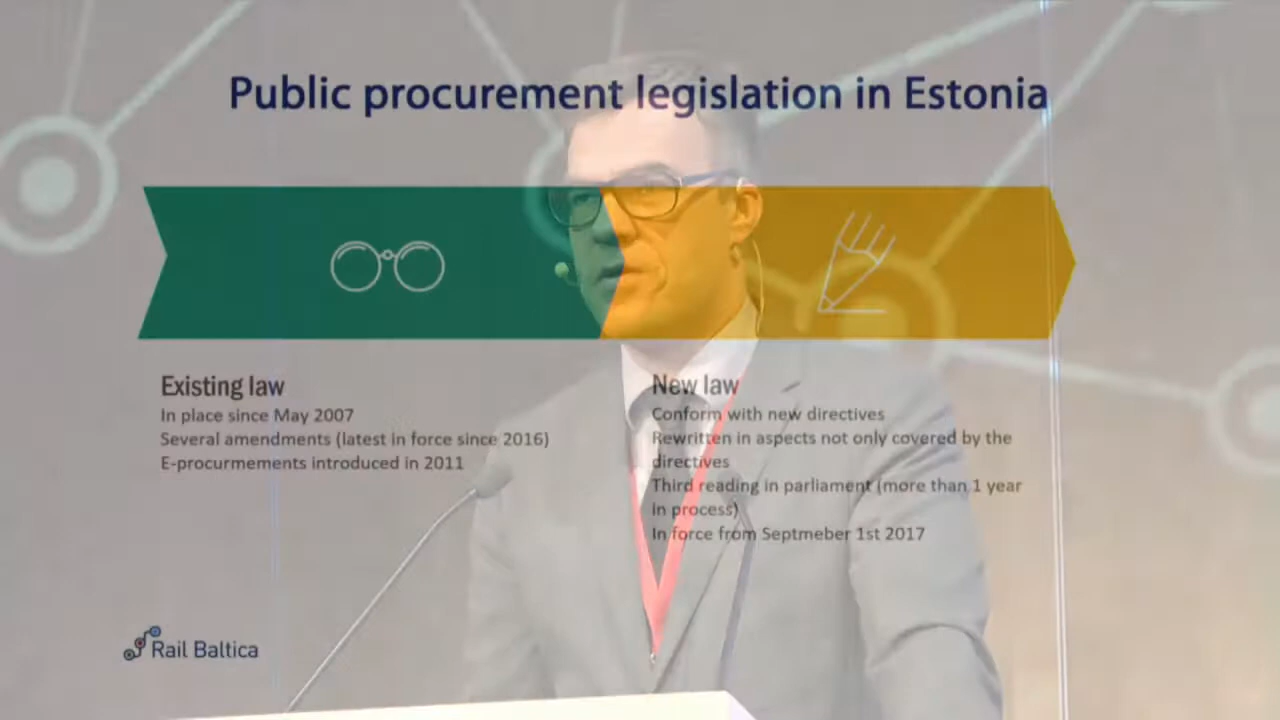 Public procurement legislation in Estonia
Existing law
In place since May 2007
Several amendments (latest in force since 2016)
E-procurmements introduced in 2011
New law
Conform with new directives
Rewritten in aspects not only covered by the
directives
Third reading in parliament (more than 1 year
in process)
In force from Septmeber 1st 2017
Rail Baltica